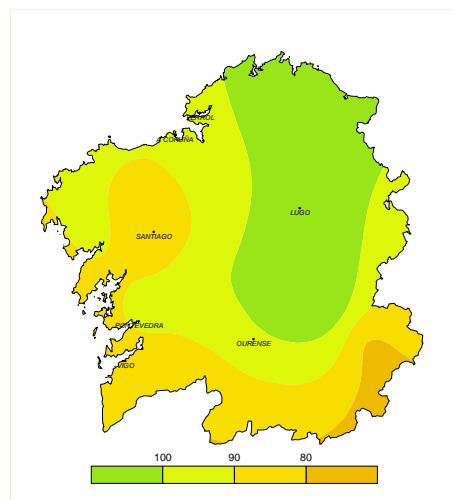 FERROL
A CORUÑA
LUGO
SANTIAGO
PONTEVEDRA
OURENSE
VIGO
100 90 80